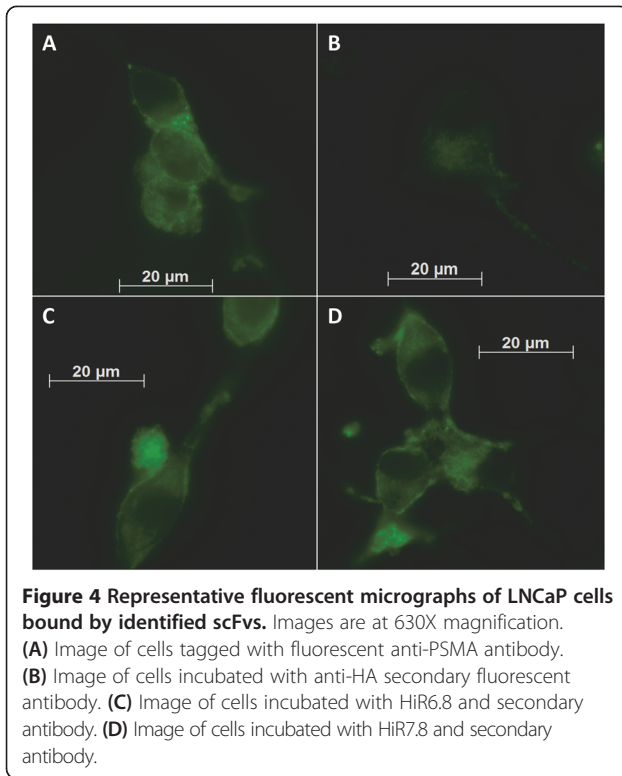 A
B
20 µm
20 µm
C
D
20 µm
20 µm
Figure 4 Representative fluorescent micrographs of LNCaP cells
bound by identified scFvs. Images are at 630X magnification.
(A) Image of cells tagged with fluorescent anti-PSMA antibody.
(B) Image of cells incubated with anti-HA secondary fluorescent
antibody. (C) Image of cells incubated with HiR6.8 and secondary
antibody. (D) Image of cells incubated with HiR7.8 and secondary
antibody.